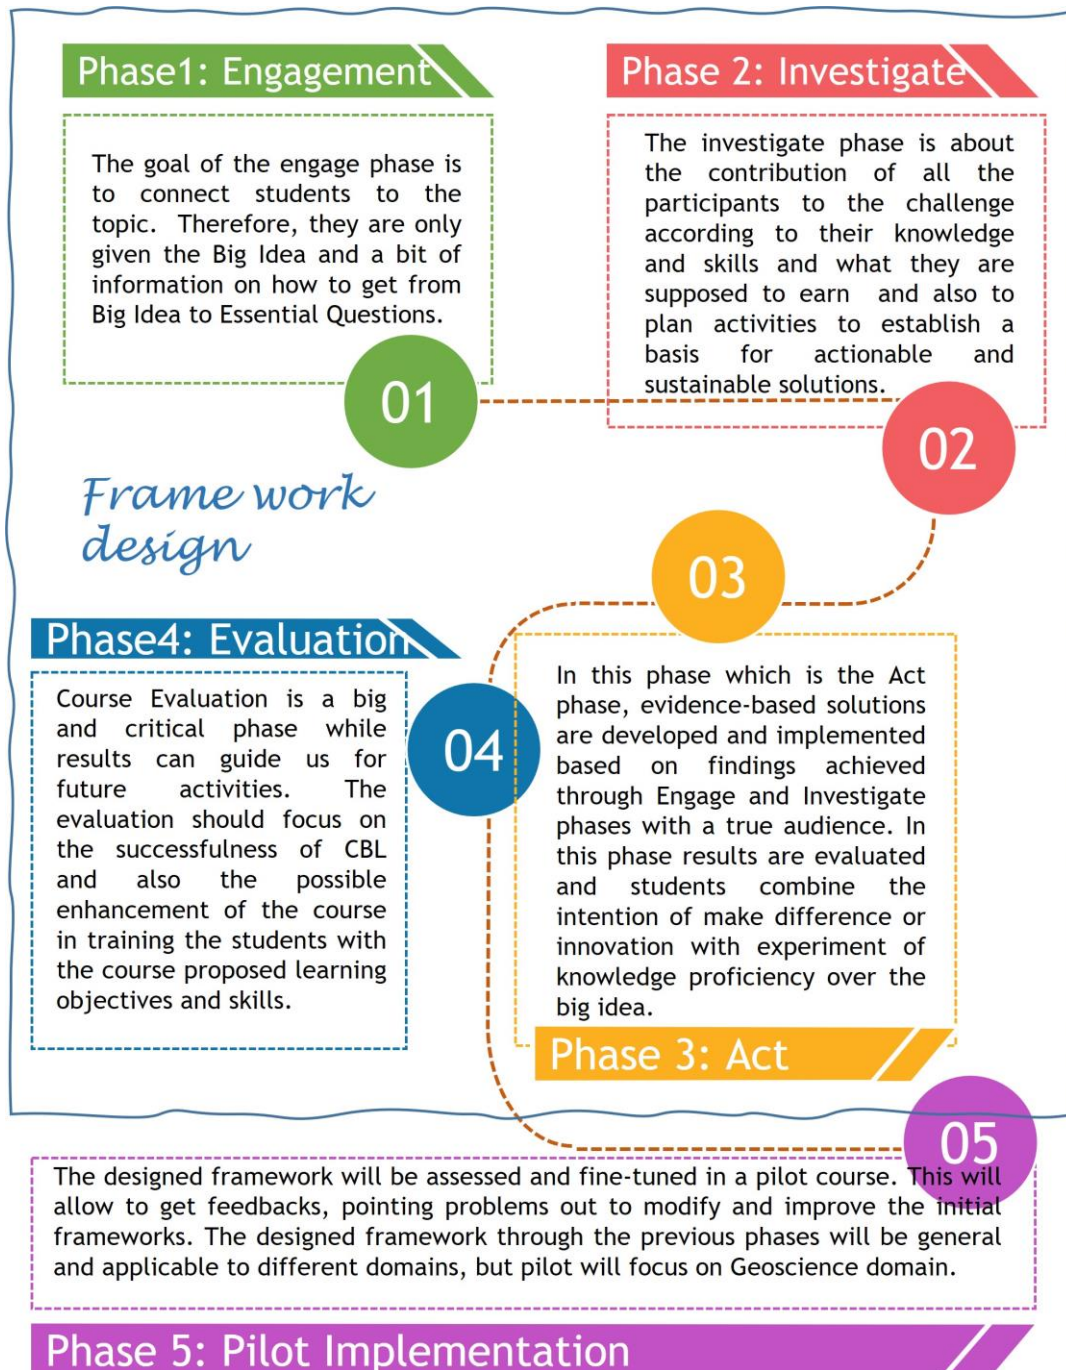 Phase1: Engagement
The goal of the engage phase is
to connect students to the
topic. Therefore, they are only
given the Big Idea and a bit of
information on how to get from
Big Idea to Essential Questions.
01
Phase 2: Investigate
The investigate phase is about
the contribution of all the
participants to the challenge
according to their knowledge
and skills and what they are
supposed to earn and also to
plan activities to establish a
basis for actionable and
sustainable solutions.
02
Frame work
design
03
In this phase which is the Act
phase, evidence-based solutions
are developed and implemented
based on findings achieved
through Engage and Investigate
phases with a true audience. In
this phase results are evaluated
and students combine the
intention of make difference or
innovation with experiment of
knowledge proficiency over the
big idea.
Phase 3: Act
Phase4: Evaluation
Course Evaluation is a big
and critical phase while
results can guide us for
future activities. The
evaluation should focus on
the successfulness of CBL
and also the possible
enhancement of the course
in training the students with
the course proposed learning
objectives and skills.
04
05
The designed framework will be assessed and fine-tuned in a pilot course. This will
allow to get feedbacks, pointing problems out to modify and improve the initial
frameworks. The designed framework through the previous phases will be general
and applicable to different domains, but pilot will focus on Geoscience domain.
Phase 5: Pilot Implementation